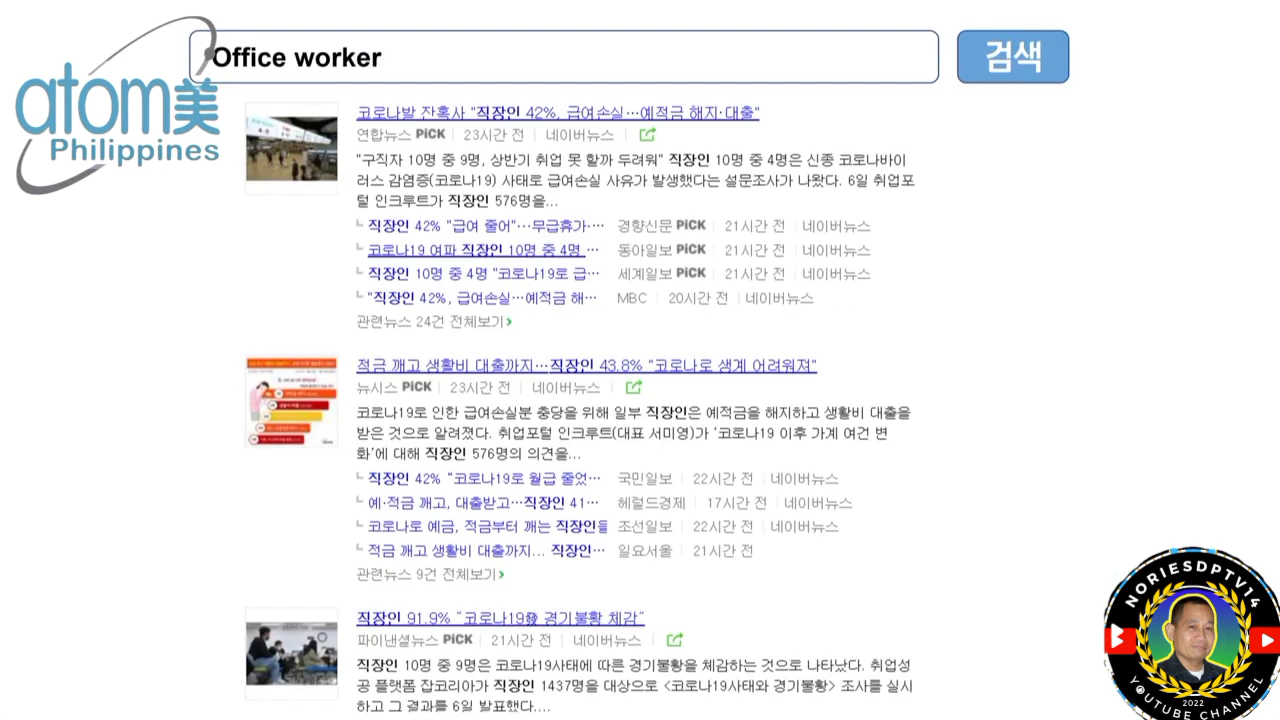 atom美
Philippines
Office worker
검색
코로나발 잔혹사 "직장인 42%, 급여손실…예적금 해지·대출"
연합뉴스 PiCK 23시간 전 네이버뉴스
"구직자 10명 중 9명, 상반기 취업 못 할까 두려워" 직장인 10명 중 4명은 신종 코로나바이
러스 감염증(코로나19) 사태로 급여손실 사유가 발생했다는 설문조사가 나왔다. 6일 취업포
털 인크루트가 직장인 576명을...
직장인 42% "급여 줄어"…무급휴가·… 경향신문 PiCK 21시간 전 네이버뉴스
코로나19 여파 직장인 10명 중 4명 … 동아일보 PiCK 21시간 전 네이버뉴스
직장인 10명 중 4명 "코로나19로 급… 세계일보 PiCK 21시간 전 네이버뉴스
"직장인 42%, 급여손실…예적금 해… MBC 20시간 전 네이버뉴스
관련뉴스 24건 전체보기
적금 깨고 생활비 대출까지…직장인 43.8% "코로나로 생계 어려워져"
뉴시스 PiCK 23시간 전 네이버뉴스
코로나19로 인한 급여손실분 충당을 위해 일부 직장인은 예적금을 해지하고 생활비 대출을
받은 것으로 알려졌다. 취업포털 인크루트(대표 서미영)가 '코로나19 이후 가계 여건 변
화'에 대해 직장인 576명의 의견을...
직장인 42% "코로나19로 월급 줄었… 국민일보 22시간 전 네이버뉴스
예·적금 깨고, 대출받고…직장인 41… 헤럴드경제 17시간 전 네이버뉴스
코로나로 예금, 적금부터 깨는 직장인들 조선일보 22시간 전 네이버뉴스
적금 깨고 생활비 대출까지... 직장인… 일요서울 21시간 전
관련뉴스 9건 전체보기
직장인 91.9% "코로나19發 경기불황 체감"
파이낸셜뉴스 PiCK 21시간 전 네이버뉴스
직장인 10명 중 9명은 코로나19사태에 따른 경기불황을 체감하는 것으로 나타났다. 취업성
공 플랫폼 잡코리아가 직장인 1437명을 대상으로 <코로나19사태와 경기불황> 조사를 실시
하고 그 결과를 6일 발표했다....
NORIESDPTV14
2022
YOUTUBE CHANNEL